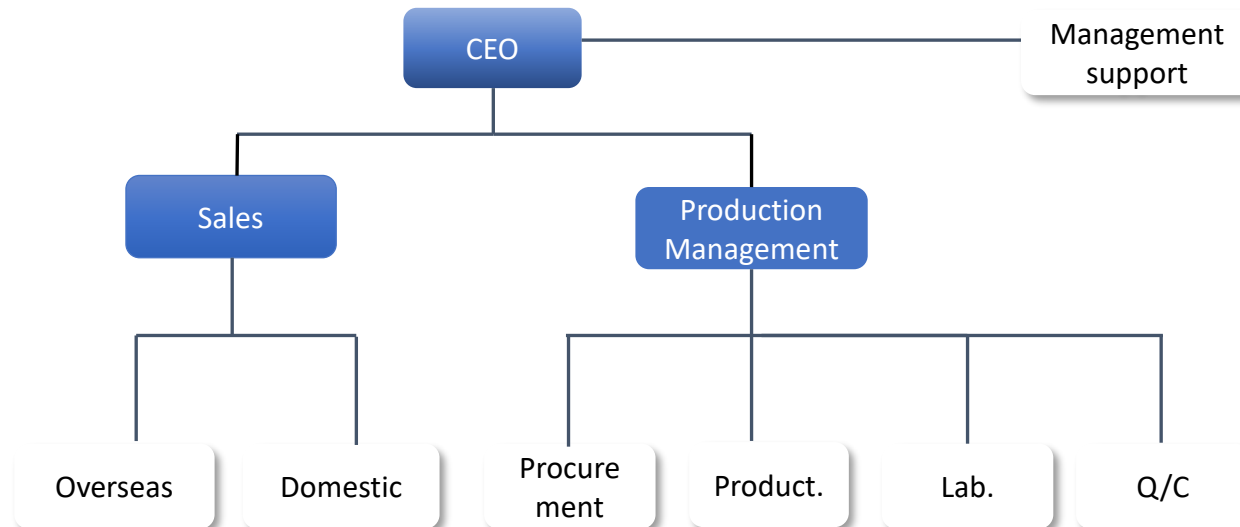 CEO
Management
support
Sales
Production
Management
Overseas
Domestic
Procure
ment
Product.
Lab.
Q/C